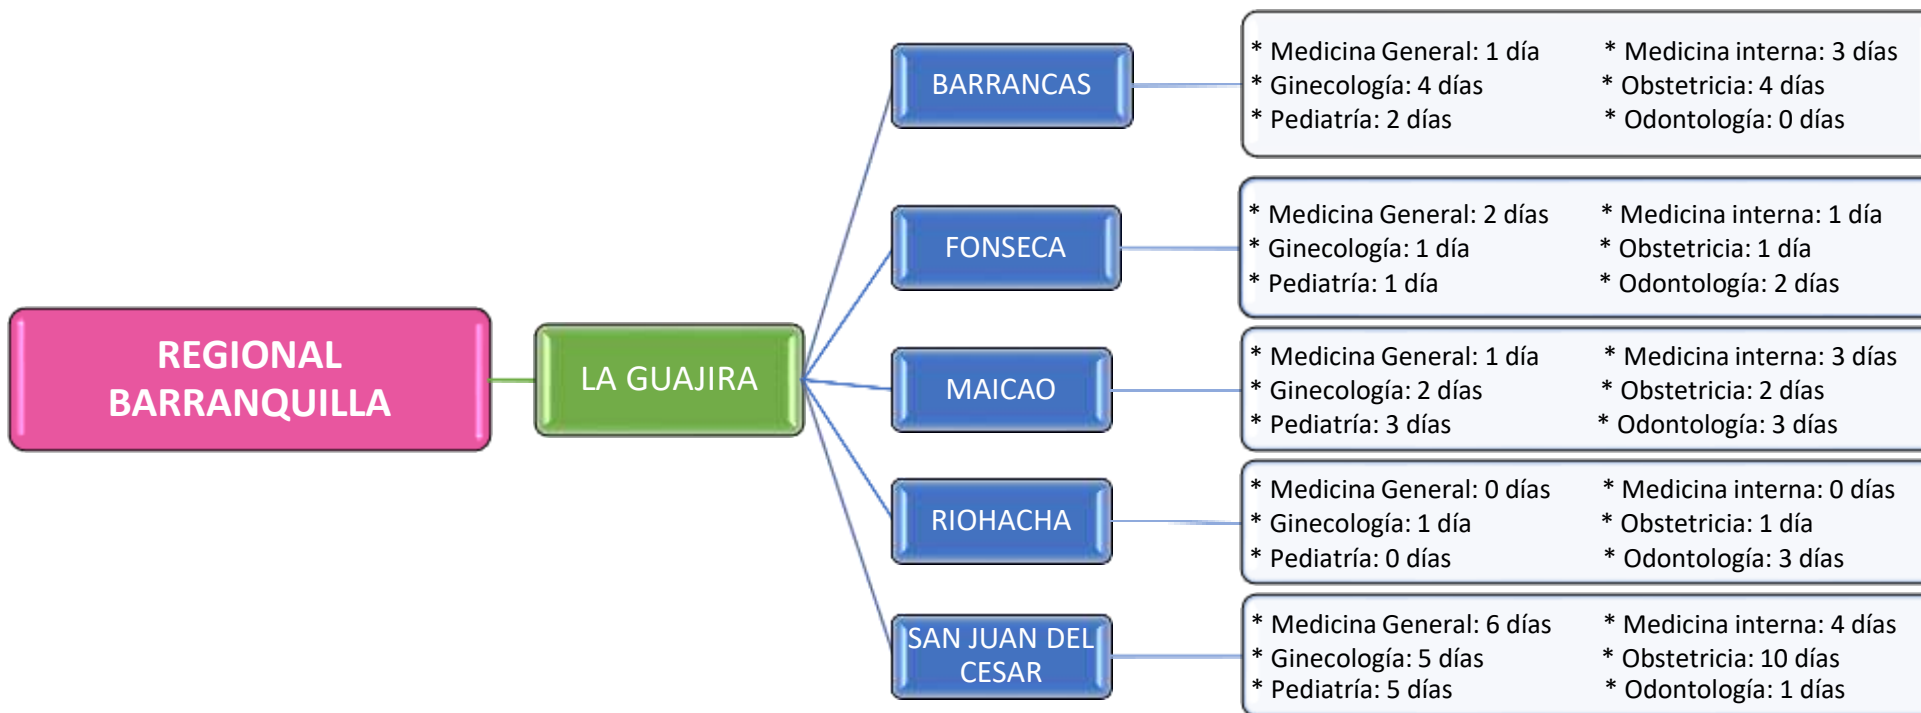 REGIONAL
BARRANQUILLA
LA GUAJIRA
BARRANCAS
* Medicina General: 1 día * Medicina interna: 3 días
* Ginecología: 4 días * Obstetricia: 4 días
* Pediatría: 2 días * Odontología: 0 días
FONSECA
* Medicina General: 2 días * Medicina interna: 1 día
* Ginecología: 1 día * Obstetricia: 1 día
* Pediatría: 1 día * Odontología: 2 días
MAICAO
* Medicina General: 1 día * Medicina interna: 3 días
* Ginecología: 2 días * Obstetricia: 2 días
* Pediatría: 3 días * Odontología: 3 días
RIOHACHA
* Medicina General: 0 días * Medicina interna: 0 días
* Ginecología: 1 día * Obstetricia: 1 día
* Pediatría: 0 días * Odontología: 3 días
SAN JUAN DEL
CESAR
* Medicina General: 6 días * Medicina interna: 4 días
* Ginecología: 5 días * Obstetricia: 10 días
* Pediatría: 5 días * Odontología: 1 días